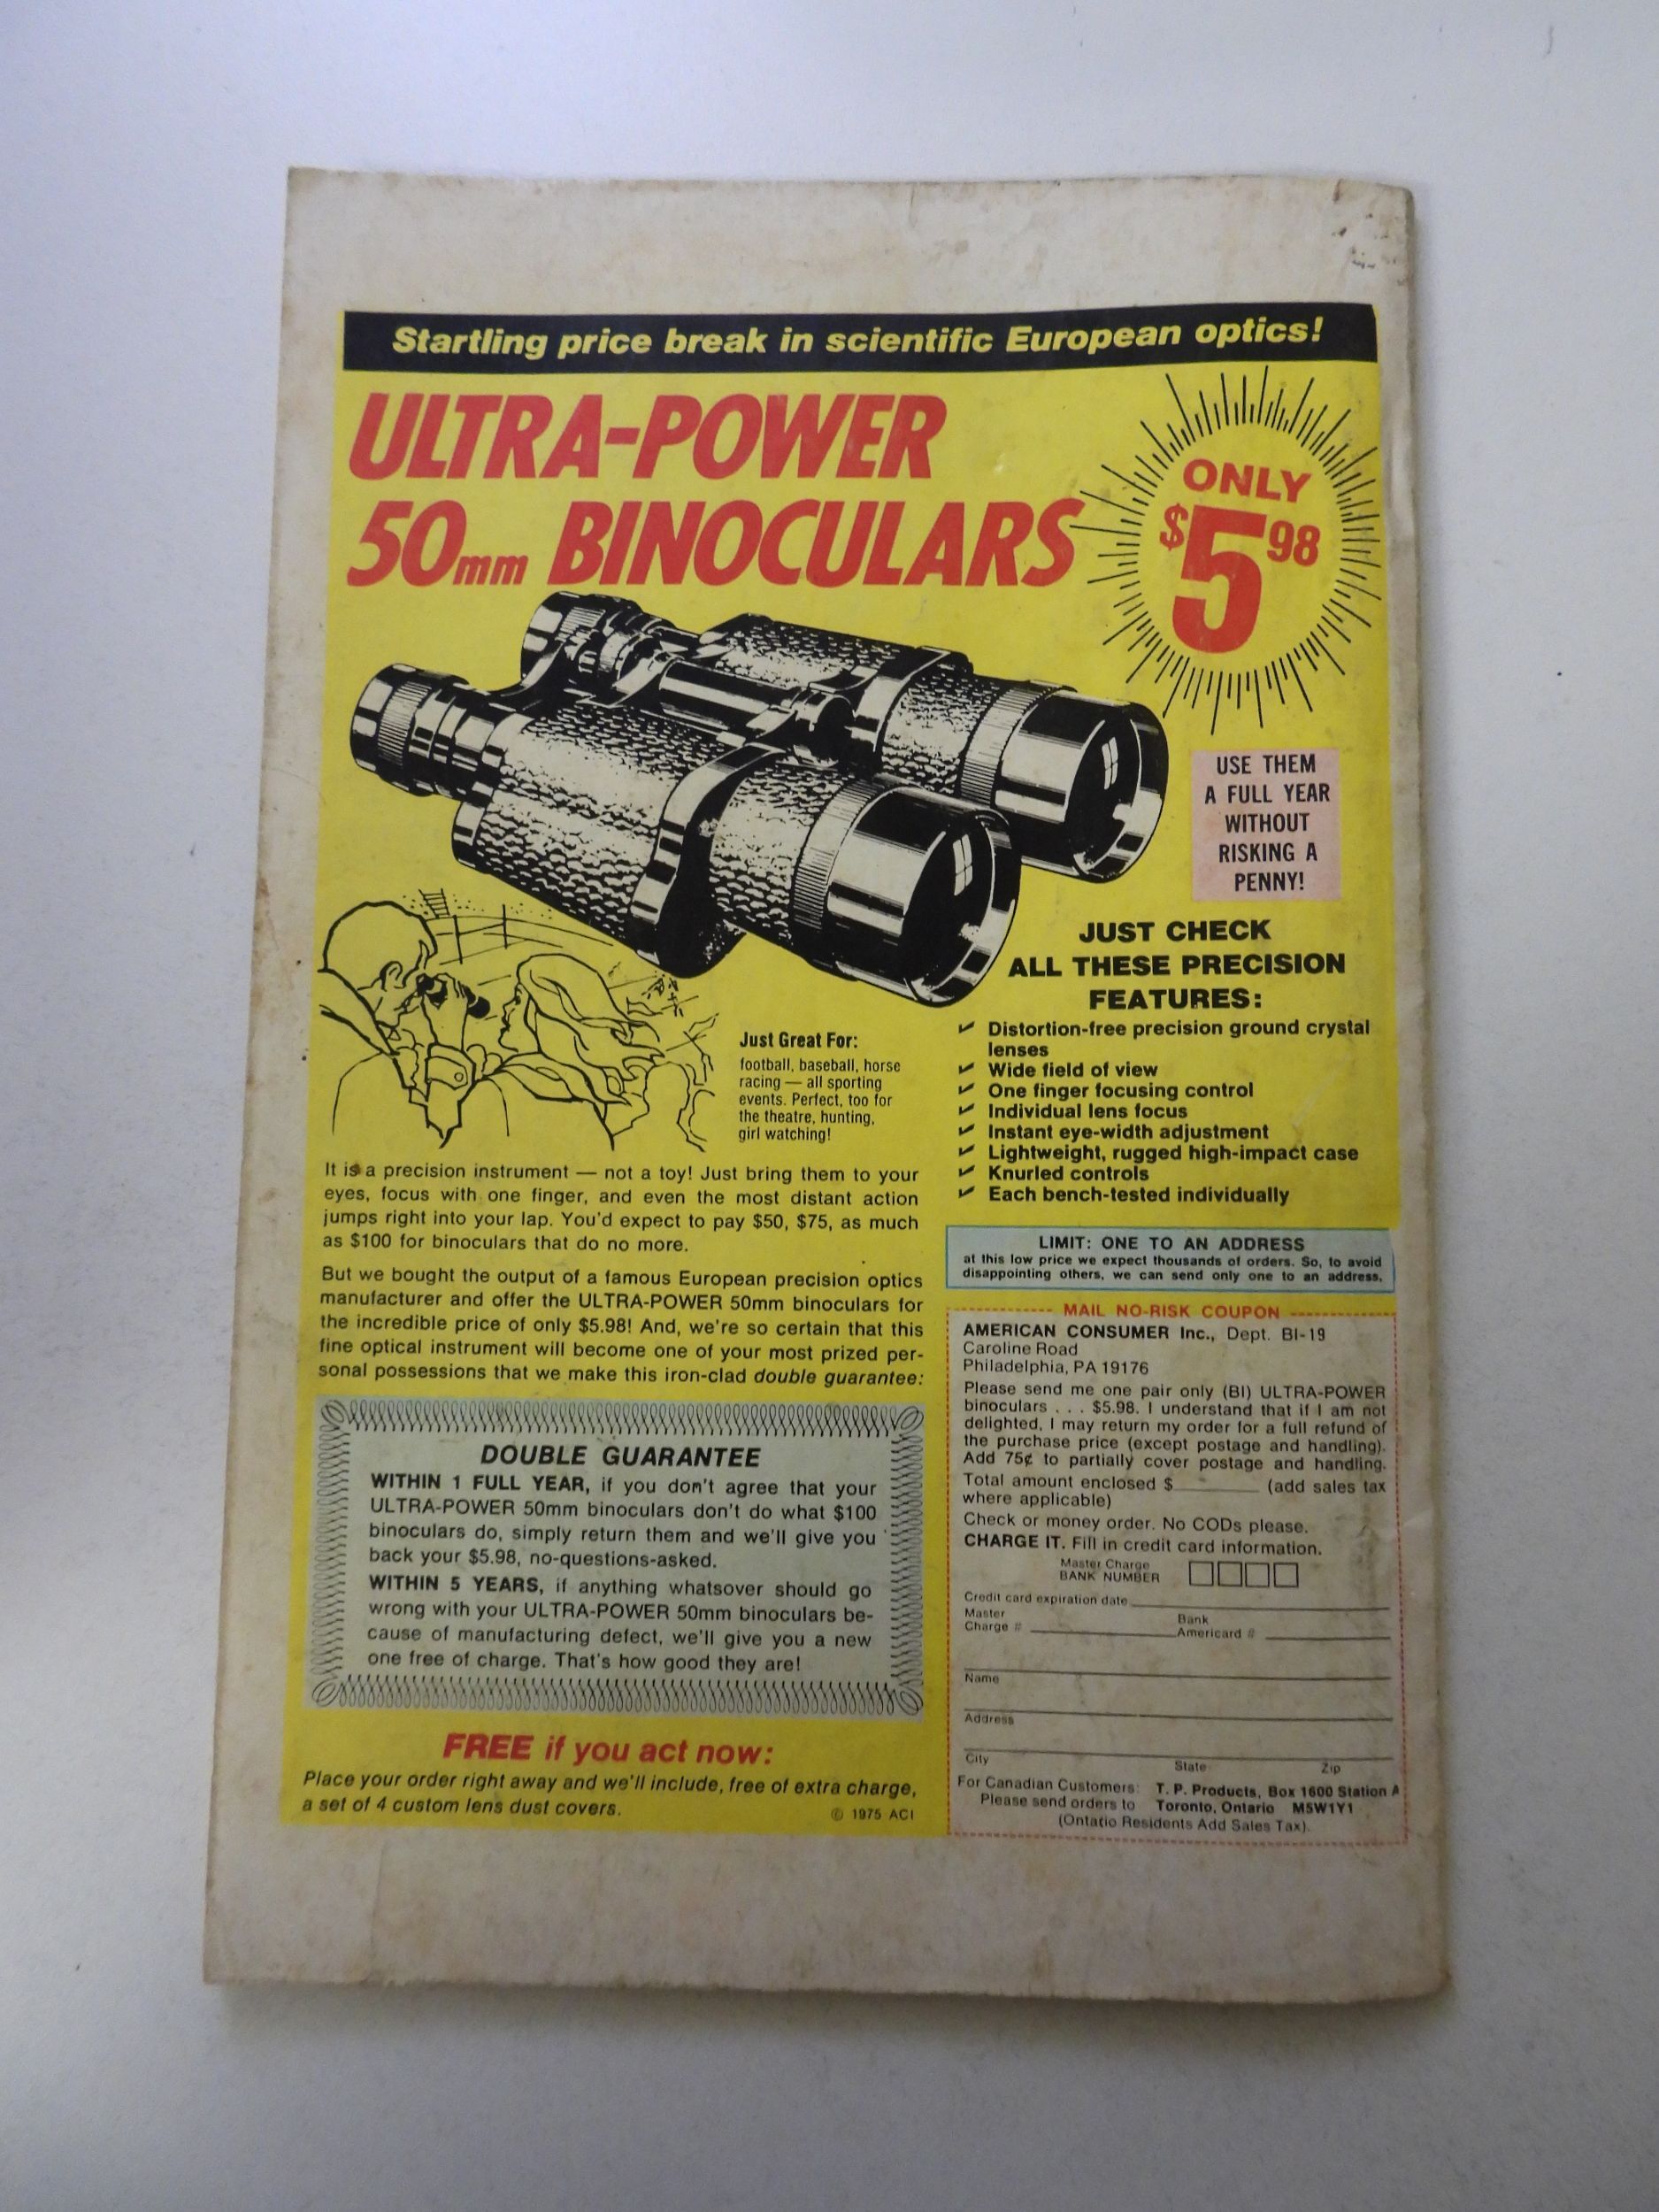 Startling price break in scientific European optics!
ULTRA-POWER
50mm BINOCULARS
ONLY
$5 98
USE THEM
A FULL YEAR
WITHOUT
RISKING A
PENNY!
JUST CHECK
ALL THESE PRECISION
FEATURES:
✓ Distortion-free precision ground crystal
lenses
✓ Wide field of view
✓ One finger focusing control
✓ Individual lens focus
✓ Instant eye-width adjustment
✓ Lightweight, rugged high-impact case
✓ Knurled controls
✓ Each bench-tested individually
Just Great For:
football, baseball, horse
racing — all sporting
events. Perfect, too for
the theatre, hunting,
girl watching!
It is a precision instrument — not a toy! Just bring them to your
eyes, focus with one finger, and even the most distant action
jumps right into your lap. You'd expect to pay $50, $75, as much
as $100 for binoculars that do no more.
But we bought the output of a famous European precision optics
manufacturer and offer the ULTRA-POWER 50mm binoculars for
the incredible price of only $5.98! And, we're so certain that this
fine optical instrument will become one of your most prized per-
sonal possessions that we make this iron-clad double guarantee:
DOUBLE GUARANTEE
WITHIN 1 FULL YEAR, if you don't agree that your
ULTRA-POWER 50mm binoculars don't do what $100
binoculars do, simply return them and we'll give you
back your $5.98, no-questions-asked.
WITHIN 5 YEARS, if anything whatsover should go
wrong with your ULTRA-POWER 50mm binoculars be-
cause of manufacturing defect, we'll give you a new
one free of charge. That's how good they are!
FREE if you act now:
Place your order right away and we'll include, free of extra charge,
a set of 4 custom lens dust covers.
© 1975 ACI
LIMIT: ONE TO AN ADDRESS
at this low price we expect thousands of orders. So, to avoid
disappointing others, we can send only one to an address.
MAIL NO-RISK COUPON
AMERICAN CONSUMER Inc., Dept. BI-19
Caroline Road
Philadelphia, PA 19176
Please send me one pair only (BI) ULTRA-POWER
binoculars . . . $5.98. I understand that if I am not
delighted, I may return my order for a full refund of
the purchase price (except postage and handling).
Add 75¢ to partially cover postage and handling.
Total amount enclosed $________ (add sales tax
where applicable)
Check or money order. No CODs please.
CHARGE IT. Fill in credit card information.
Master Charge
BANK NUMBER
Credit card expiration date
Master
Charge #
Bank
Americard #
Name
Address
City State Zip
For Canadian Customers: T. P. Products, Box 1600 Station A
Please send orders to Toronto, Ontario M5W1Y1
(Ontario Residents Add Sales Tax)